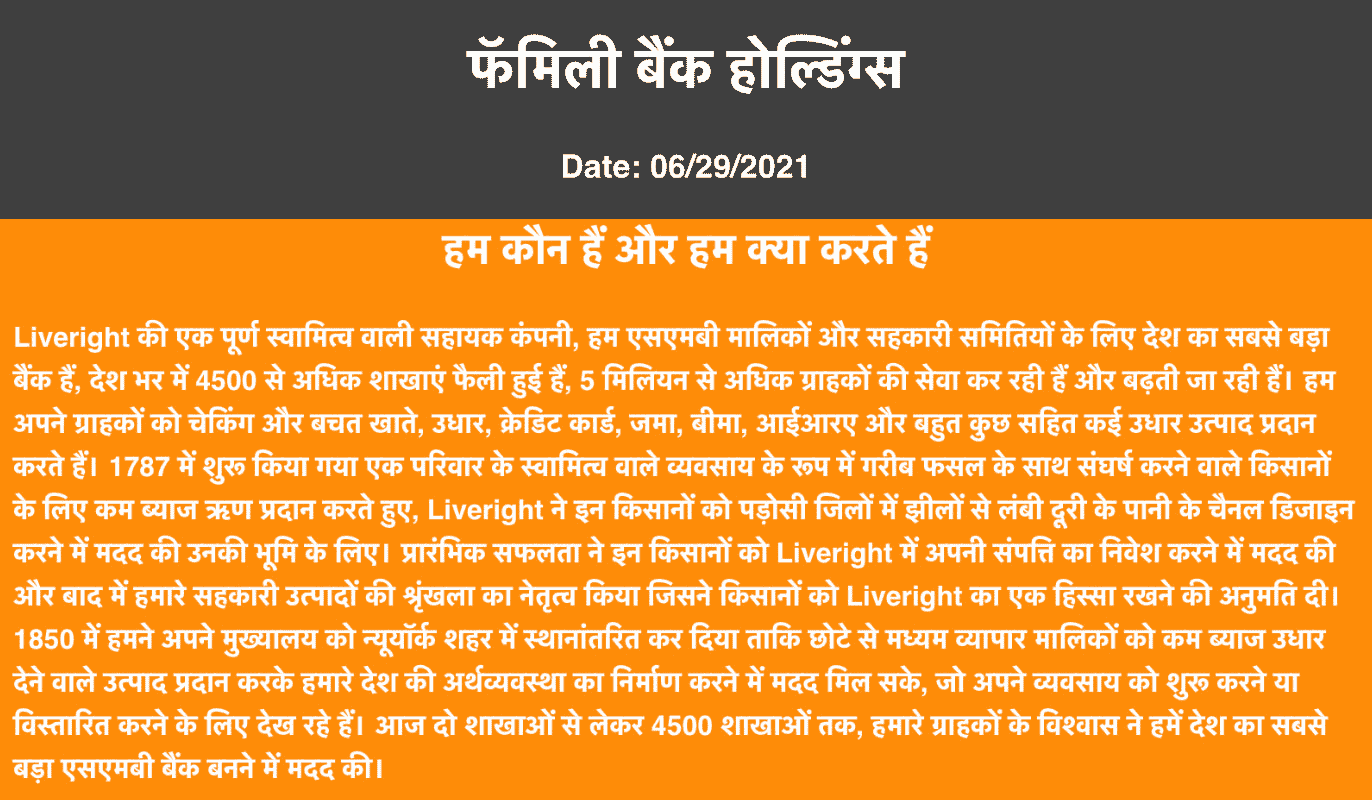 फॅमिली बैंक होल्डिंग्स
Date: 06/29/2021
हम कौन हैं और हम क्या करते हैं
Liveright की एक पूर्ण स्वामित्व वाली सहायक कंपनी, हम एसएमबी मालिकों और सहकारी समितियों के लिए देश का सबसे बड़ा
बैंक हैं, देश भर में 4500 से अधिक शाखाएं फैली हुई हैं, 5 मिलियन से अधिक ग्राहकों की सेवा कर रही हैं और बढ़ती जा रही हैं। हम
अपने ग्राहकों को चेकिंग और बचत खाते, उधार, क्रेडिट कार्ड, जमा, बीमा, आईआरए और बहुत कुछ सहित कई उधार उत्पाद प्रदान
करते हैं। 1787 में शुरू किया गया एक परिवार के स्वामित्व वाले व्यवसाय के रूप में गरीब फसल के साथ संघर्ष करने वाले किसानों
के लिए कम ब्याज ऋण प्रदान करते हुए, Liveright ने इन किसानों को पड़ोसी जिलों में झीलों से लंबी दूरी के पानी के चैनल डिजाइन
करने में मदद की उनकी भूमि के लिए। प्रारंभिक सफलता ने इन किसानों को Liveright में अपनी संपत्ति का निवेश करने में मदद की
और बाद में हमारे सहकारी उत्पादों की श्रृंखला का नेतृत्व किया जिसने किसानों को Liveright का एक हिस्सा रखने की अनुमति दी।
1850 में हमने अपने मुख्यालय को न्यूयॉर्क शहर में स्थानांतरित कर दिया ताकि छोटे से मध्यम व्यापार मालिकों को कम ब्याज उधार
देने वाले उत्पाद प्रदान करके हमारे देश की अर्थव्यवस्था का निर्माण करने में मदद मिल सके, जो अपने व्यवसाय को शुरू करने या
विस्तारित करने के लिए देख रहे हैं। आज दो शाखाओं से लेकर 4500 शाखाओं तक, हमारे ग्राहकों के विश्वास ने हमें देश का सबसे
बड़ा एसएमबी बैंक बनने में मदद की।